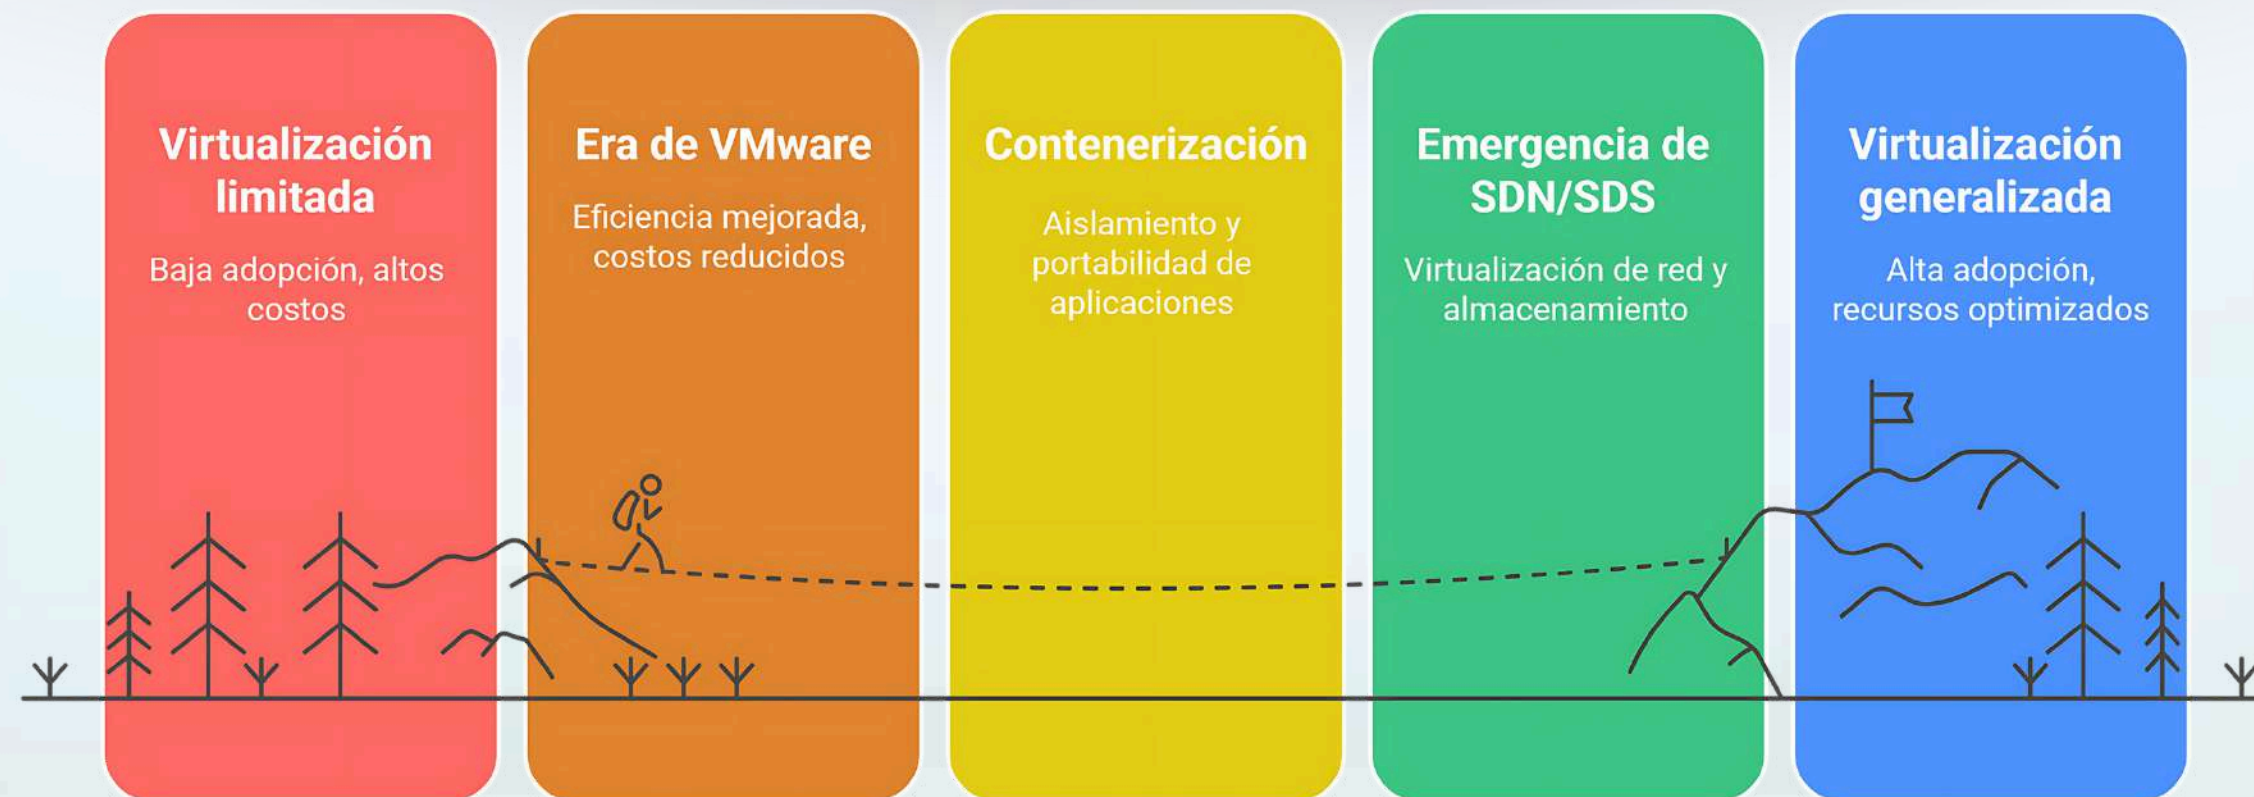 Virtualización
limitada
Baja adopción, altos
costos
Era de VMware
Eficiencia mejorada,
costos reducidos
Contenerización
Aislamiento y
portabilidad de
aplicaciones
Emergencia de
SDN/SDS
Virtualización de red y
almacenamiento
Virtualización
generalizada
Alta adopción,
recursos optimizados